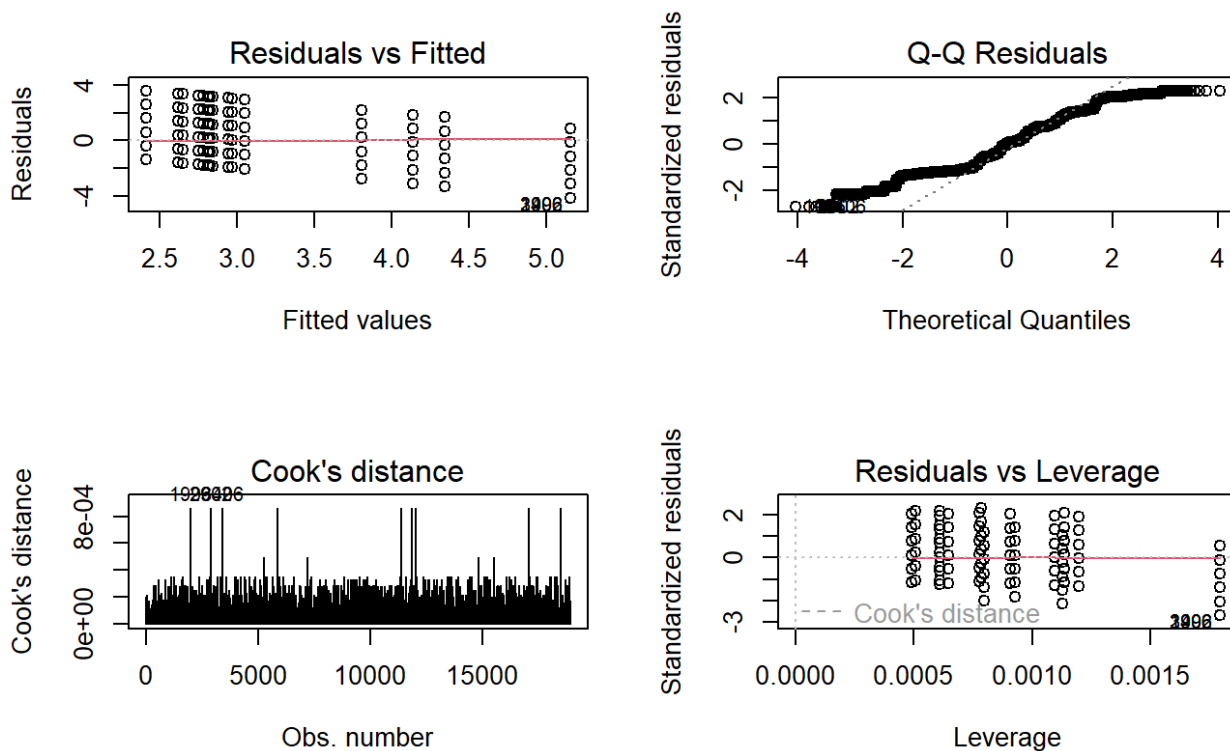 Residuals vs Fitted
Residuals
4
0
-4
2.5 3.0 4.0 4.5 5.0
Fitted values
Q-Q Residuals
Standardized residuals
2
0
-2
-4 -2 0 2 4
Theoretical Quantiles
Cook's distance
Cook's distance
8e-04
0e+00
0 5000 10000 15000
Obs. number
Residuals vs Leverage
Standardized residuals
2
0
-3
Cook's distance
0.0000 0.0005 0.0010 0.0015
Leverage